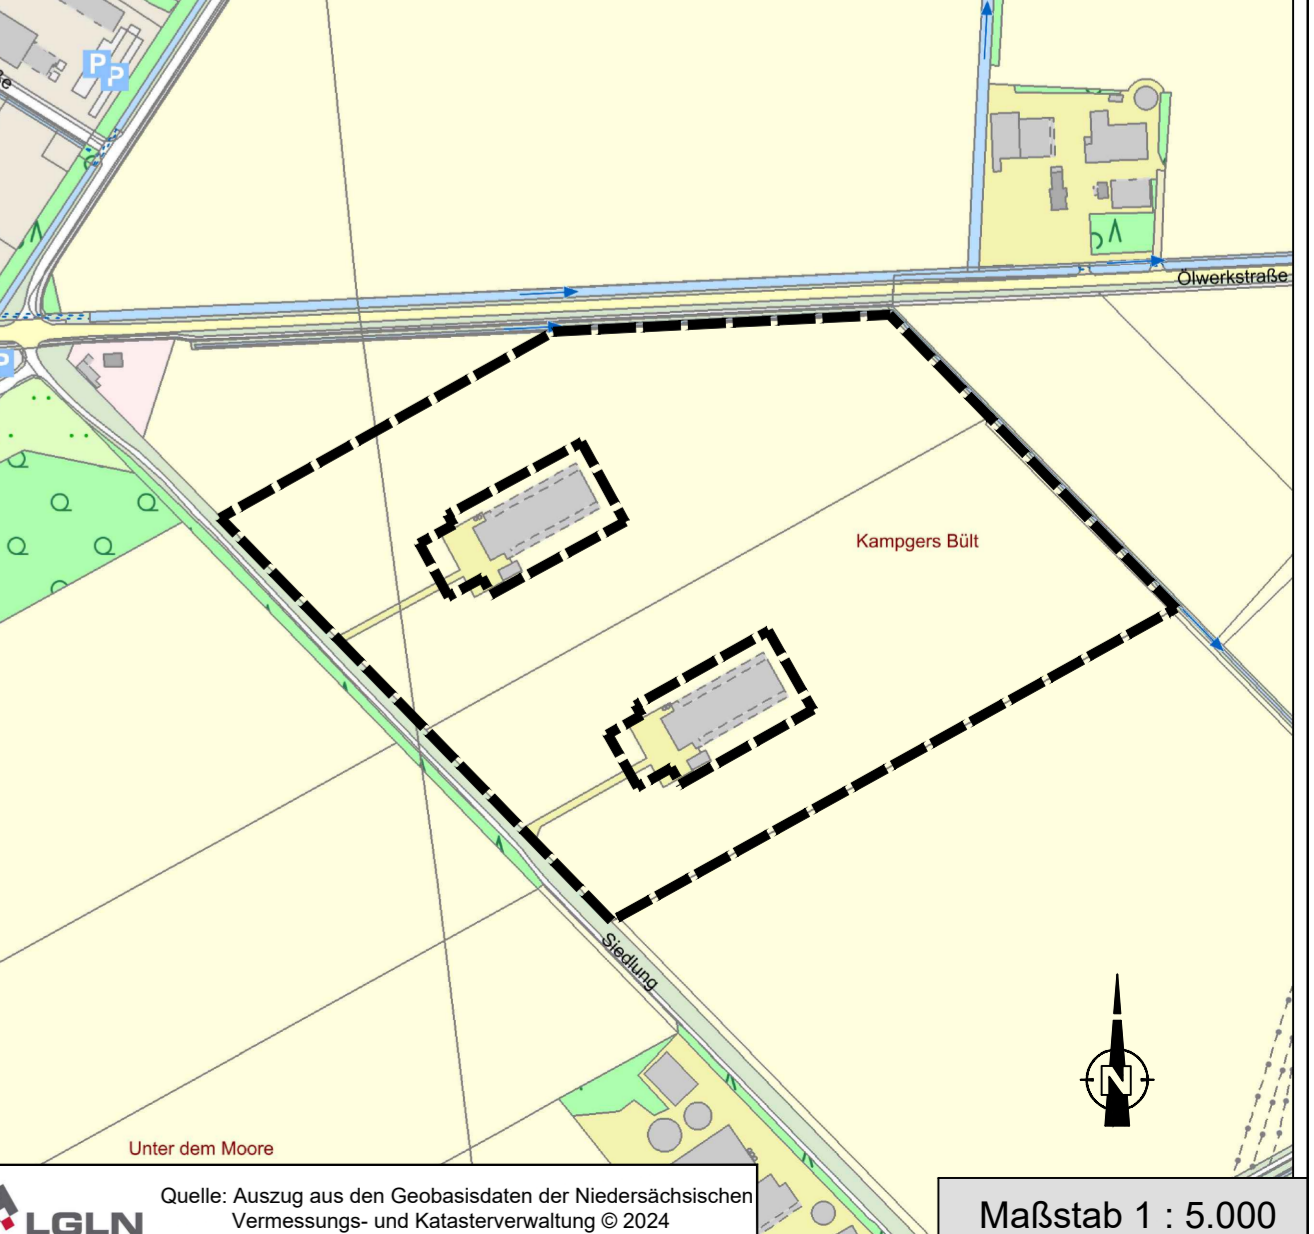 P
P
ße
Ölwerkstraße
P
Kampgers Bült
Siedlung
N
Unter dem Moore
LGLN
Quelle: Auszug aus den Geobasisdaten der Niedersächsischen
Vermessungs- und Katasterverwaltung © 2024
Maßstab 1 : 5.000